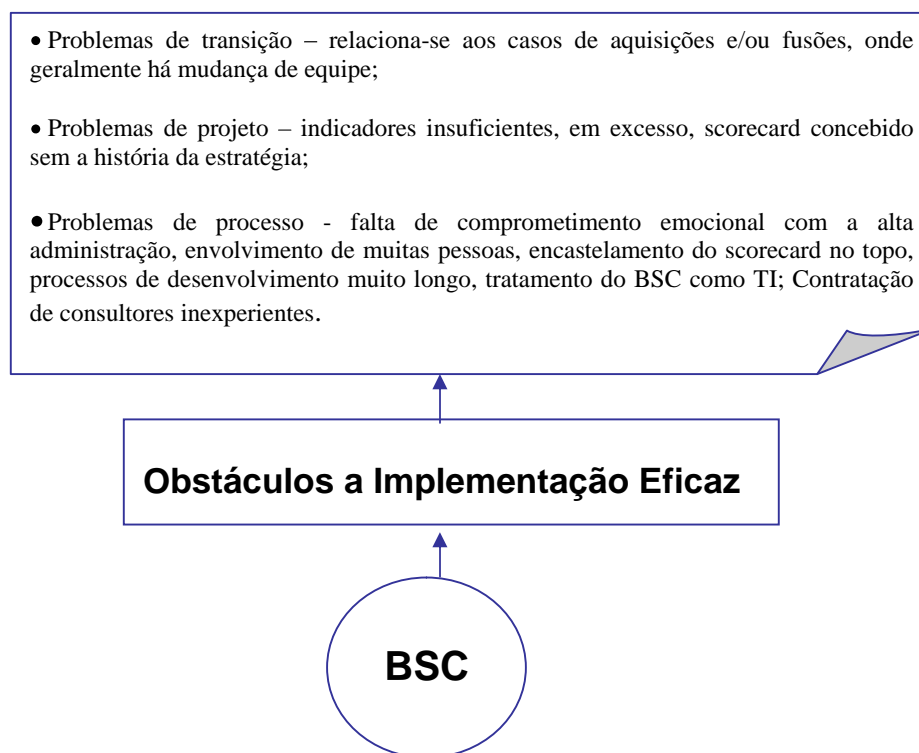 • Problemas de transição – relaciona-se aos casos de aquisições e/ou fusões, onde
geralmente há mudança de equipe;
• Problemas de projeto – indicadores insuficientes, em excesso, scorecard concebido
sem a história da estratégia;
• Problemas de processo - falta de comprometimento emocional com a alta
administração, envolvimento de muitas pessoas, encastelamento do scorecard no topo,
processos de desenvolvimento muito longo, tratamento do BSC como TI; Contratação
de consultores inexperientes.
Obstáculos a Implementação Eficaz
BSC